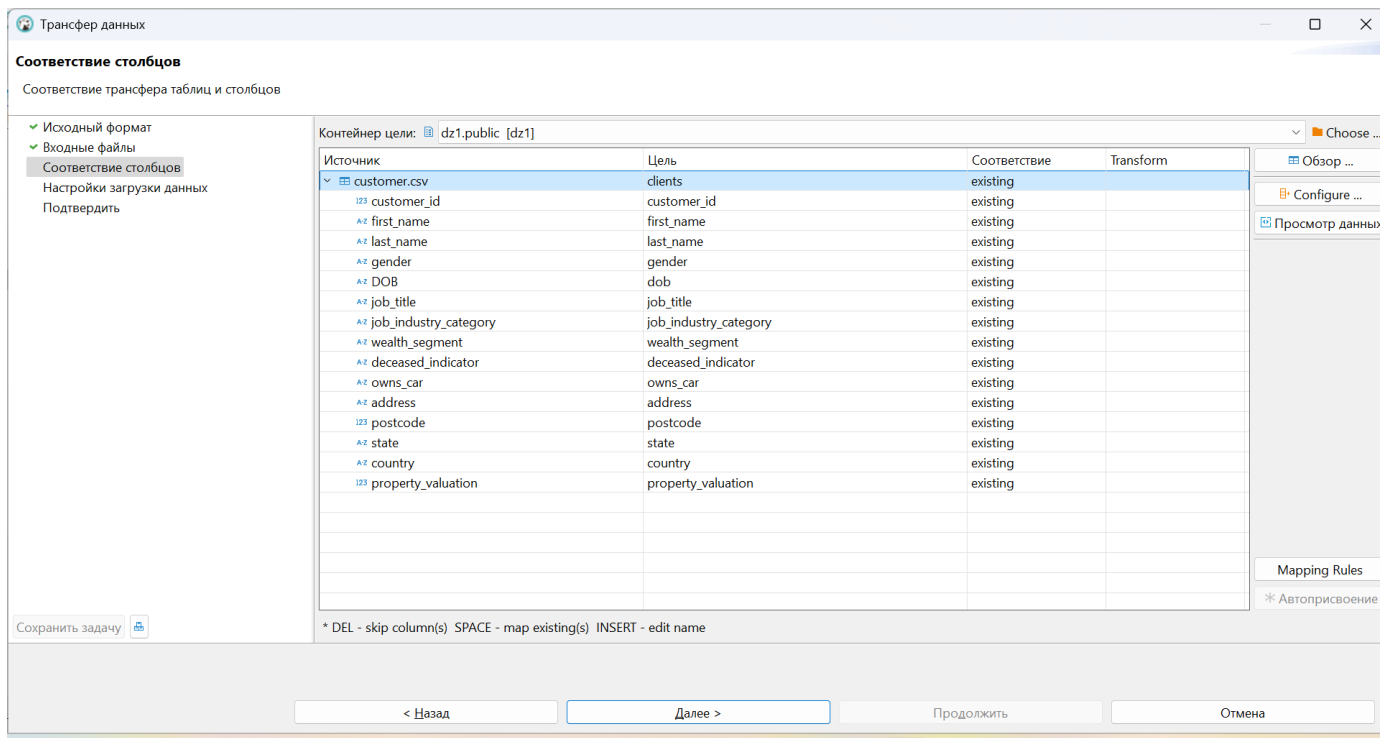 Трансфер данных
Соответствие столбцов
Соответствие трансфера таблиц и столбцов
Исходный формат
Входные файлы
Соответствие столбцов
Настройки загрузки данных
Подтвердить
Контейнер цели: dz1.public [dz1] Choose ...
Источник Цель Соответствие Transform
customer.csv clients existing
123 customer_id customer_id existing
A-Z first_name first_name existing
A-Z last_name last_name existing
A-Z gender gender existing
A-Z DOB dob existing
A-Z job_title job_title existing
A-Z job_industry_category job_industry_category existing
A-Z wealth_segment wealth_segment existing
A-Z deceased_indicator deceased_indicator existing
A-Z owns_car owns_car existing
A-Z address address existing
123 postcode postcode existing
A-Z state state existing
A-Z country country existing
123 property_valuation property_valuation existing
Обзор ...
Configure ...
Просмотр данных
Mapping Rules
Автоприсвоение
Сохранить задачу
* DEL - skip column(s) SPACE - map existing(s) INSERT - edit name
< Назад Далее > Продолжить Отмена